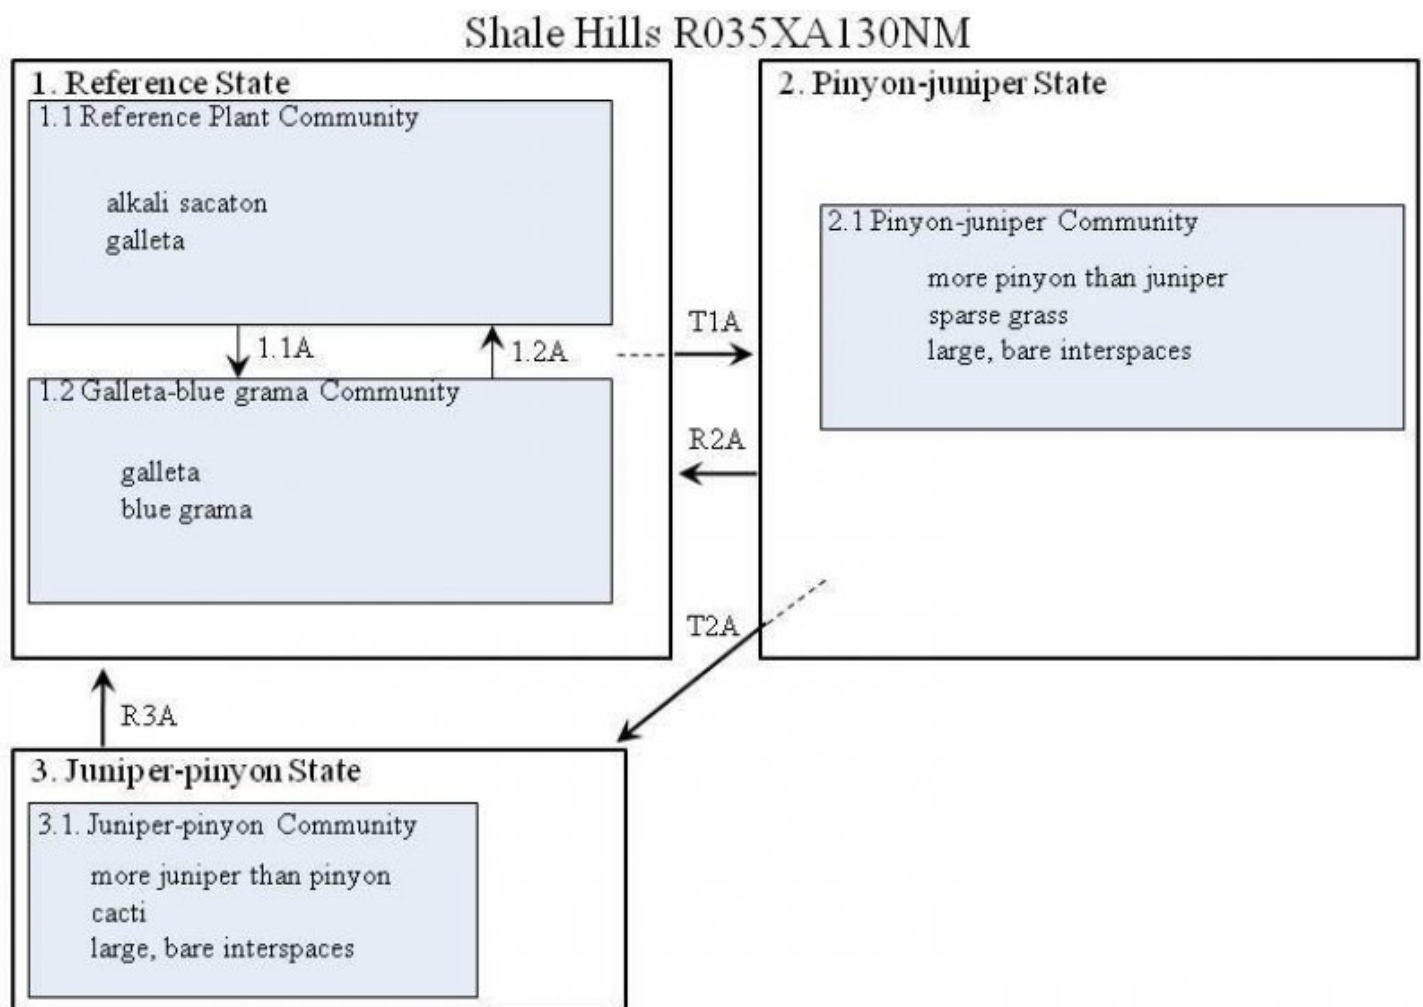 Shale Hills R035XA130NM
1. Reference State
1.1 Reference Plant Community
alkali sacaton
galleta
1.1A
1.2A
1.2 Galleta-blue grama Community
galleta
blue grama
T1A
R2A
T2A
2. Pinyon-juniper State
2.1 Pinyon-juniper Community
more pinyon than juniper
sparse grass
large, bare interspaces
R3A
3. Juniper-pinyon State
3.1. Juniper-pinyon Community
more juniper than pinyon
cacti
large, bare interspaces